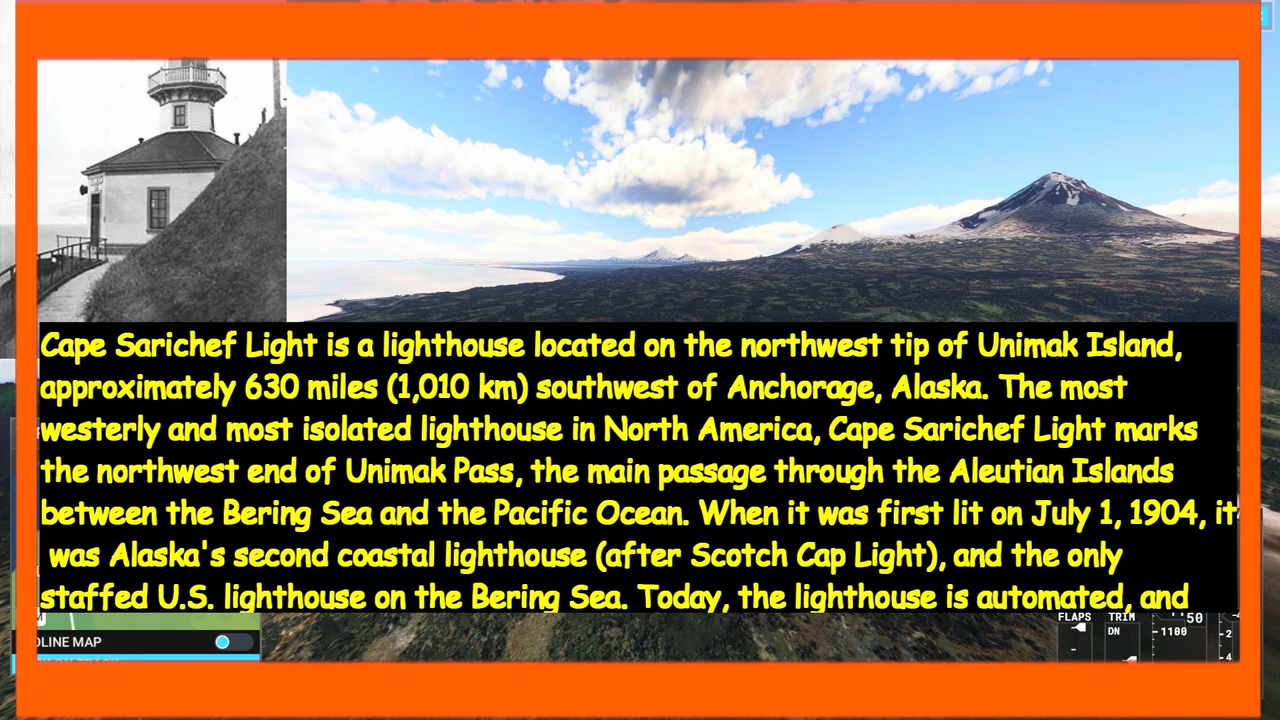 Cape Sarichef Light is a lighthouse located on the northwest tip of Unimak Island,
approximately 630 miles (1,010 km) southwest of Anchorage, Alaska. The most
westerly and most isolated lighthouse in North America, Cape Sarichef Light marks
the northwest end of Unimak Pass, the main passage through the Aleutian Islands
between the Bering Sea and the Pacific Ocean. When it was first lit on July 1, 1904, it
was Alaska's second coastal lighthouse (after Scotch Cap Light), and the only
staffed U.S. lighthouse on the Bering Sea. Today, the lighthouse is automated, and
FLAPS TRIM 50
DN 1100 -2
OLINE MAP
-4